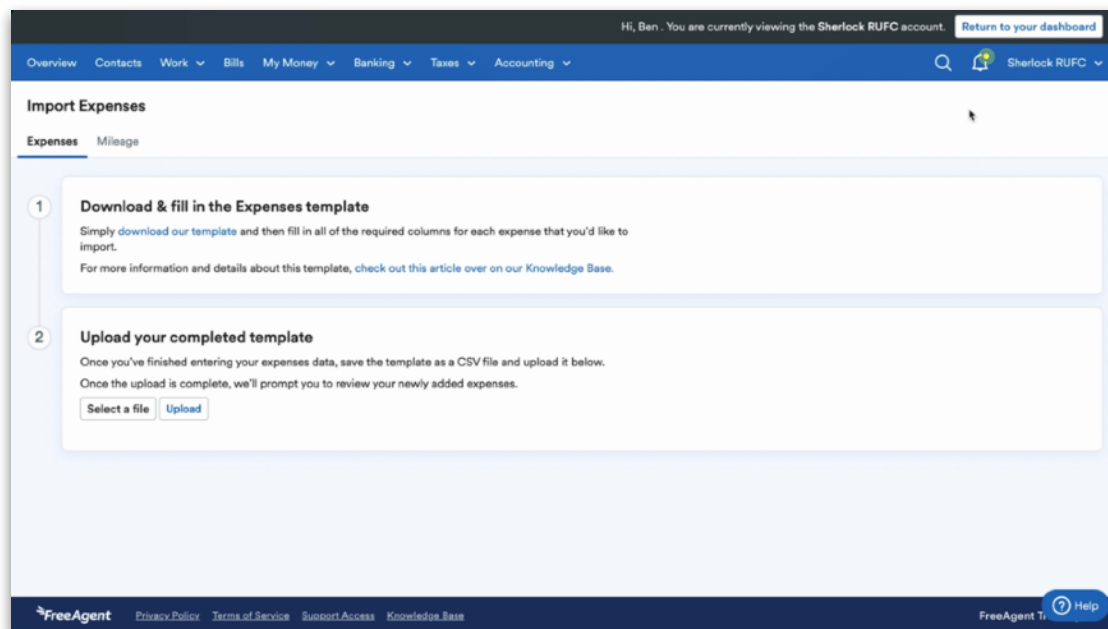 Hi, Ben . You are currently viewing the Sherlock RUFC account. Return to your dashboard
Overview Contacts Work Bills My Money Banking Taxes Accounting Sherlock RUFC
Import Expenses
Expenses Mileage
1
Download & fill in the Expenses template
Simply download our template and then fill in all of the required columns for each expense that you'd like to
import.
For more information and details about this template, check out this article over on our Knowledge Base.
2
Upload your completed template
Once you've finished entering your expenses data, save the template as a CSV file and upload it below.
Once the upload is complete, we'll prompt you to review your newly added expenses.
Select a file Upload
FreeAgent Privacy Policy Terms of Service Support Access Knowledge Base FreeAgent
Help